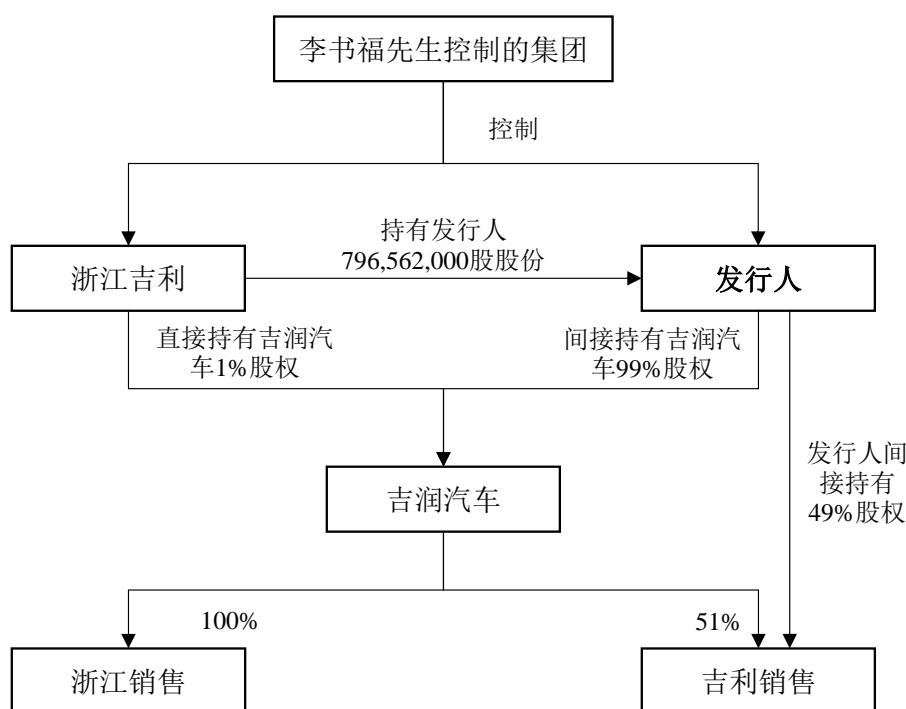 李书福先生控制的集团
控制
持有发行人
796,562,000股股份
浙江吉利
发行人
直接持有吉润汽
车1%股权
间接持有吉润汽
车99%股权
发行人间
接持有
49%股权
吉润汽车
100%
51%
浙江销售
吉利销售